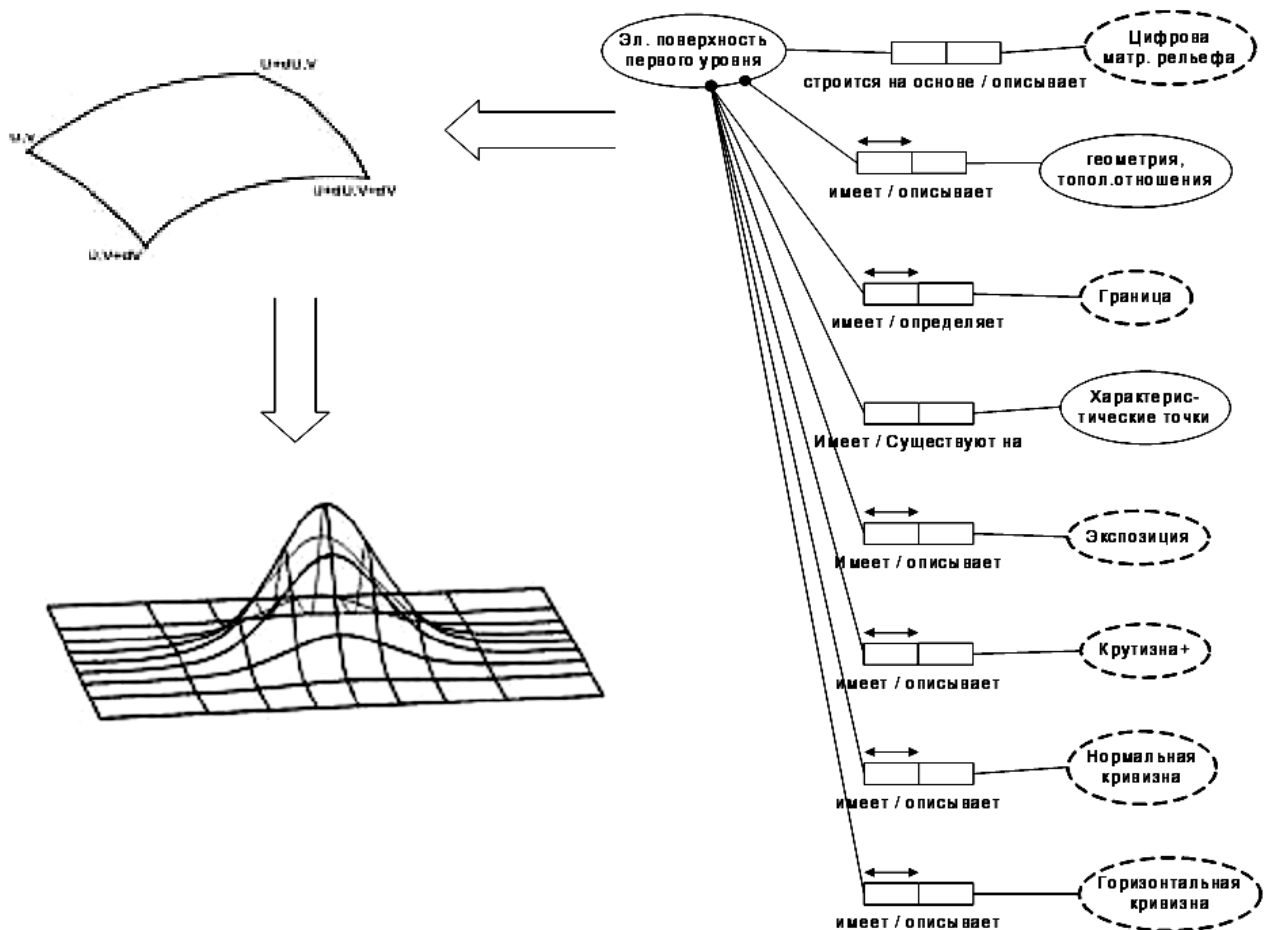 Эл. поверхность
первого уровня
Цифрова
матр. рельефа
строится на основе / описывает
U+dU,V
U,V
U+dU,V+dV
U,V+dV
геометрия,
топол.отношения
имеет / описывает
Граница
имеет / определяет
Характерис-
тические точки
Имеет / Существуют на
Экспозиция
Имеет / описывает
Крутизна+
имеет / описывает
Нормальная
кривизна
имеет / описывает
Горизонтальная
кривизна
имеет / описывает